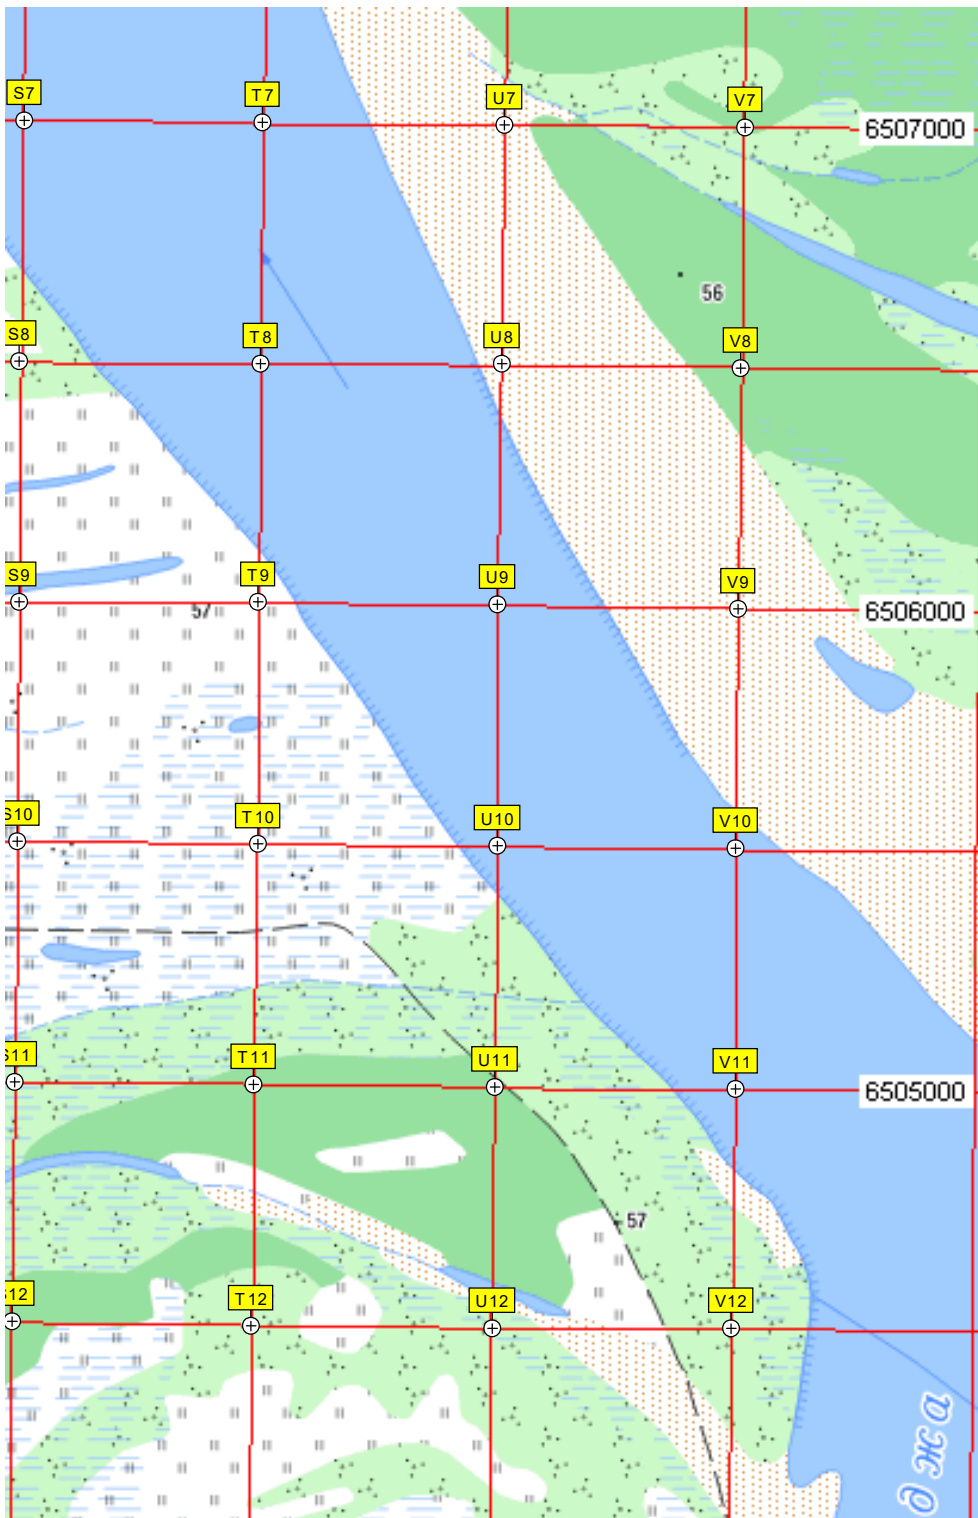 S7 T7 U7 V7
6507000
56
S8 T8 U8 V8
S9 T9 U9 V9
57
6506000
S10 T10 U10 V10
S11 T11 U11 V11
6505000
57
S12 T12 U12 V12
джа